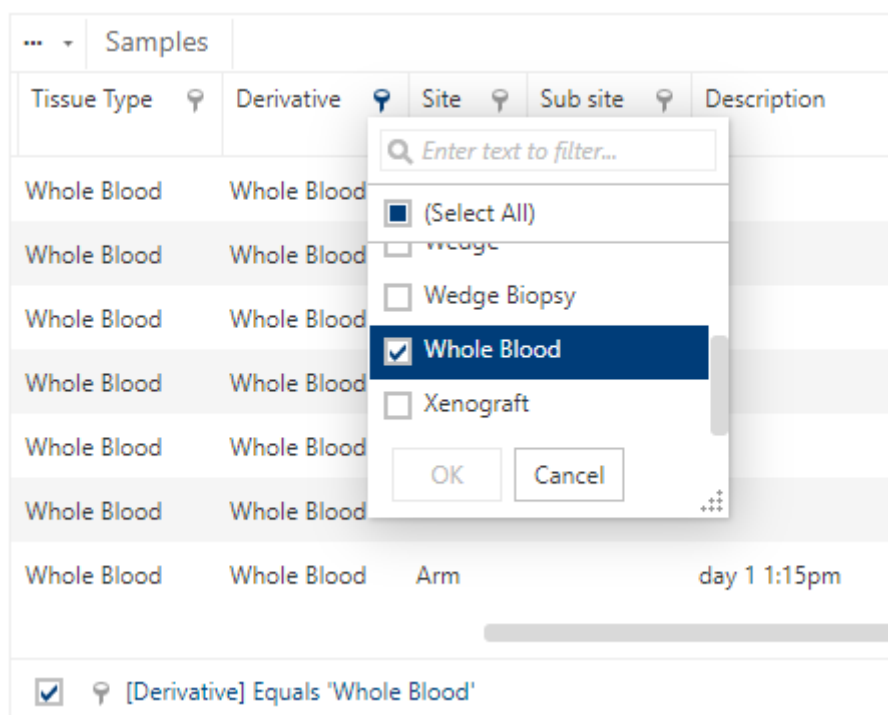 Samples
Tissue Type Derivative Site Sub site Description
Enter text to filter...
Whole Blood Whole Blood
(Select All)
Whole Blood Whole Blood
Wedge
Wedge Biopsy
Whole Blood Whole Blood
Whole Blood
Whole Blood Whole Blood
Xenograft
Whole Blood Whole Blood
OK Cancel
Whole Blood Whole Blood
Whole Blood Whole Blood Arm day 1 1:15pm
[Derivative] Equals 'Whole Blood'